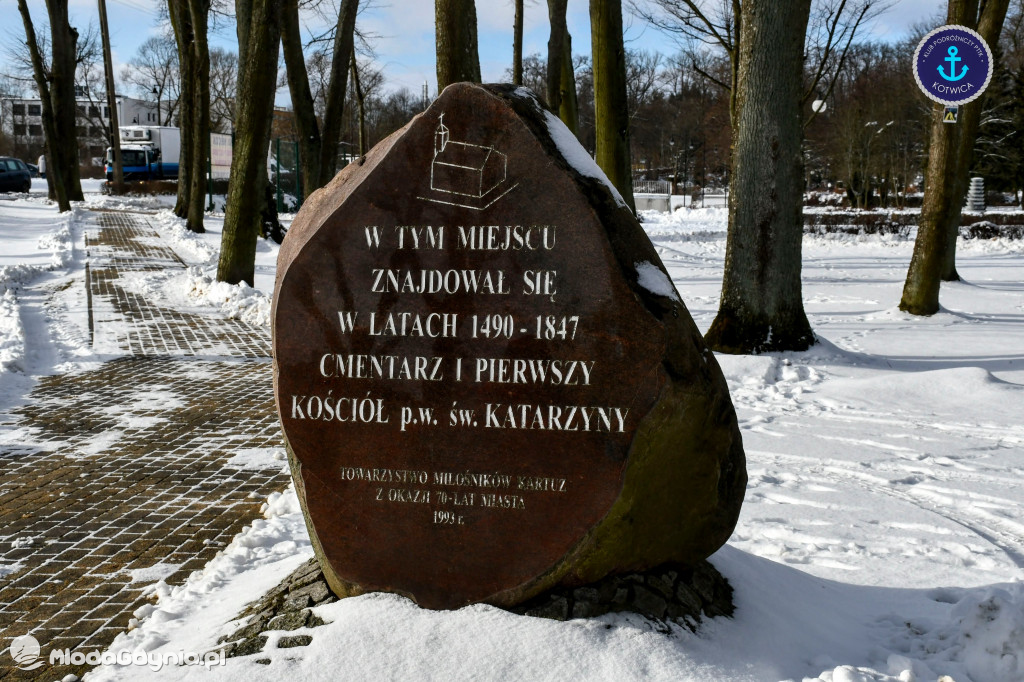 KLUB PODRÓŻNICZY PTSM
KOTWICA
W TYM MIEJSCU
ZNAJDOWAŁ SIĘ
W LATACH 1490 - 1847
CMENTARZ I PIERWSZY
KOŚCIÓŁ p.w. św. KATARZYNY
TOWARZYSTWO MIŁOŚNIKÓW KARTUZ
Z OKAZJI 70-LAT MIASTA
1993 r.
MlodaGdynia.pl